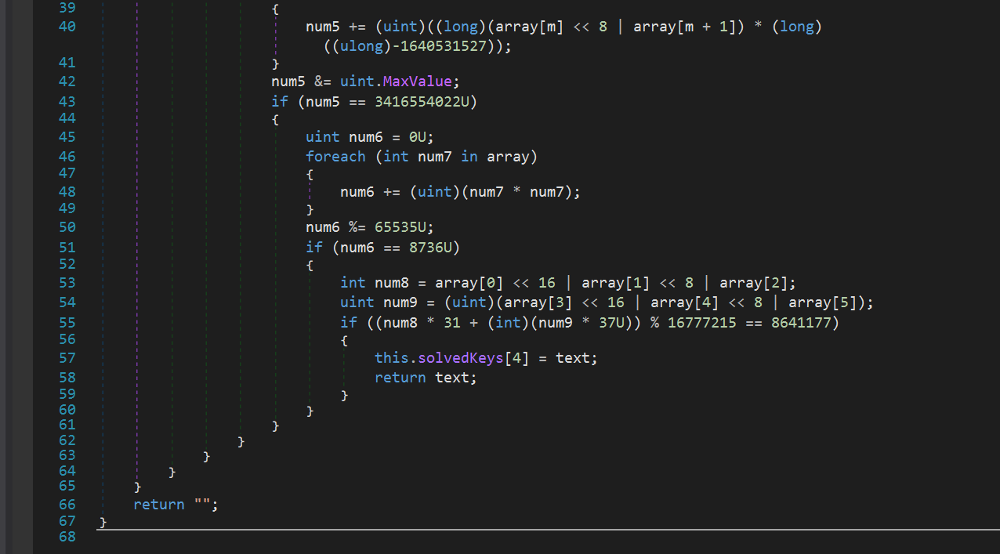 39 {
40 num5 += (uint)((long)(array[m] << 8 | array[m + 1]) * (long)
((ulong)-1640531527));
41 }
42 num5 &= uint.MaxValue;
43 if (num5 == 3416554022U)
44 {
45 uint num6 = 0U;
46 foreach (int num7 in array)
47 {
48 num6 += (uint)(num7 * num7);
49 }
50 num6 %= 65535U;
51 if (num6 == 8736U)
52 {
53 int num8 = array[0] << 16 | array[1] << 8 | array[2];
54 uint num9 = (uint)(array[3] << 16 | array[4] << 8 | array[5]);
55 if ((num8 * 31 + (int)(num9 * 37U)) % 16777215 == 8641177)
56 {
57 this.solvedKeys[4] = text;
58 return text;
59 }
60 }
61 }
62 }
63 }
64 }
65 }
66 return "";
67 }
68